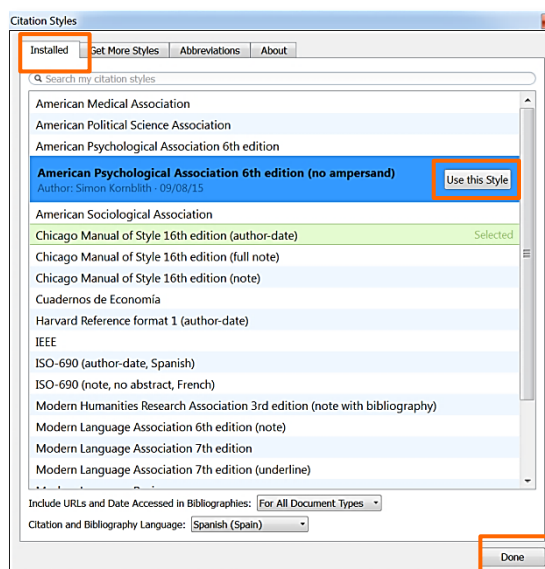 Citation Styles
Installed
Get More Styles
Abbreviations
About
Search my citation styles
American Medical Association
American Political Science Association
American Psychological Association 6th edition
American Psychological Association 6th edition (no ampersand)
Author: Simon Kornblith - 09/08/15
Use this Style
American Sociological Association
Chicago Manual of Style 16th edition (author-date)
Selected
Chicago Manual of Style 16th edition (full note)
Chicago Manual of Style 16th edition (note)
Cuadernos de Economía
Harvard Reference format 1 (author-date)
IEEE
ISO-690 (author-date, Spanish)
ISO-690 (note, no abstract, French)
Modern Humanities Research Association 3rd edition (note with bibliography)
Modern Language Association 6th edition (note)
Modern Language Association 7th edition
Modern Language Association 7th edition (underline)
Include URLs and Date Accessed in Bibliographies: For All Document Types
Citation and Bibliography Language: Spanish (Spain)
Done